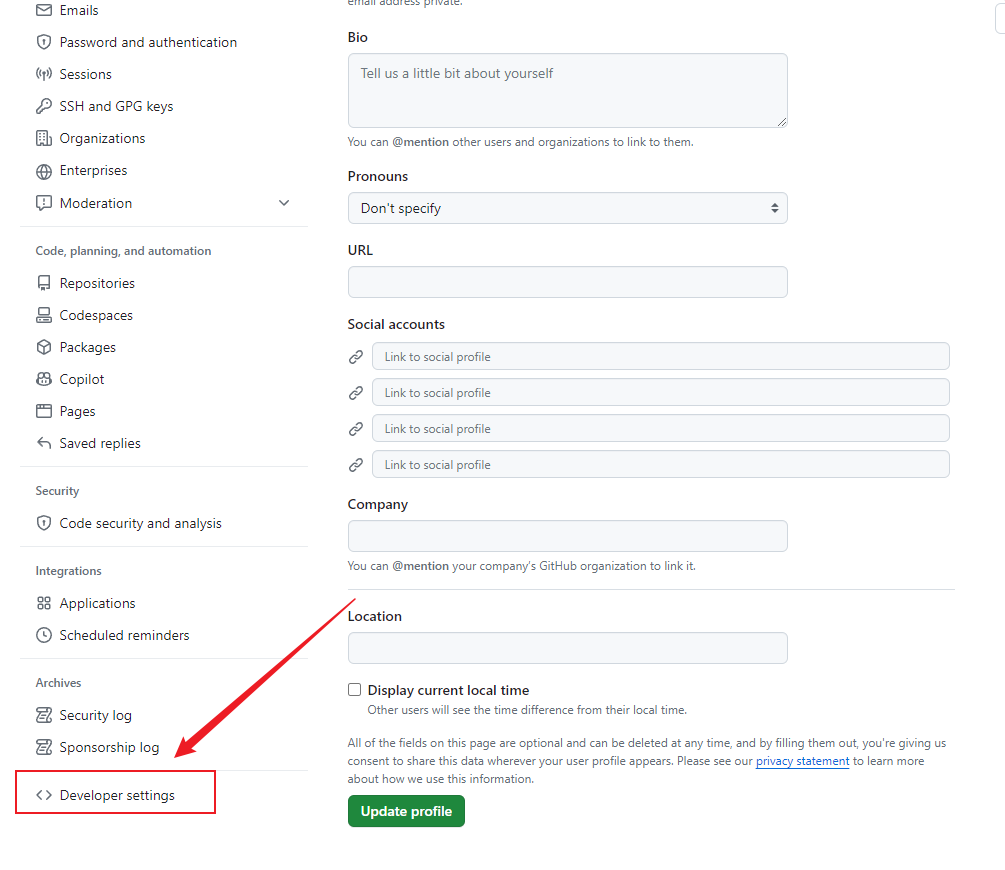 Emails
Password and authentication
Sessions
SSH and GPG keys
Organizations
Enterprises
Moderation
Code, planning, and automation
Repositories
Codespaces
Packages
Copilot
Pages
Saved replies
Security
Code security and analysis
Integrations
Applications
Scheduled reminders
Archives
Security log
Sponsorship log
Developer settings
email address private.
Bio
Tell us a little bit about yourself
You can @mention other users and organizations to link to them.
Pronouns
Don't specify
URL
Social accounts
Link to social profile
Link to social profile
Link to social profile
Link to social profile
Company
You can @mention your company's GitHub organization to link it.
Location
Display current local time
Other users will see the time difference from their local time.
All of the fields on this page are optional and can be deleted at any time, and by filling them out, you're giving us
consent to share this data wherever your user profile appears. Please see our privacy statement to learn more
about how we use this information.
Update profile